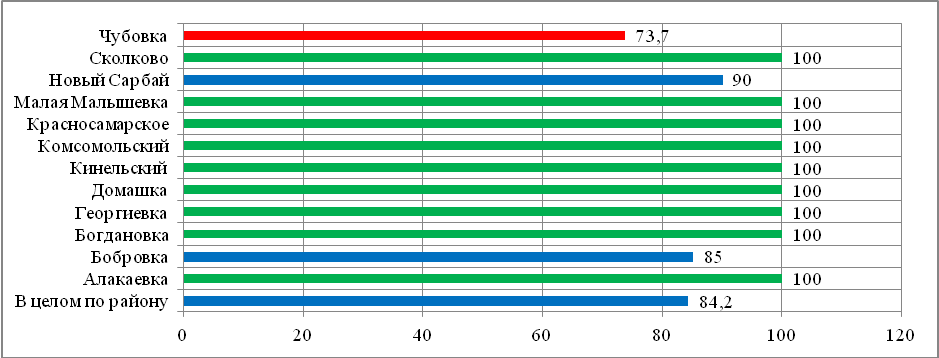 Чубовка 73,7
Сколково 100
Новый Сарбай 90
Малая Малышевка 100
Красносамарское 100
Комсомольский 100
Кинельский 100
Домашка 100
Георгиевка 100
Богдановка 100
Бобровка 85
Алакаевка 100
В целом по району 84,2
0 20 40 60 80 100 120